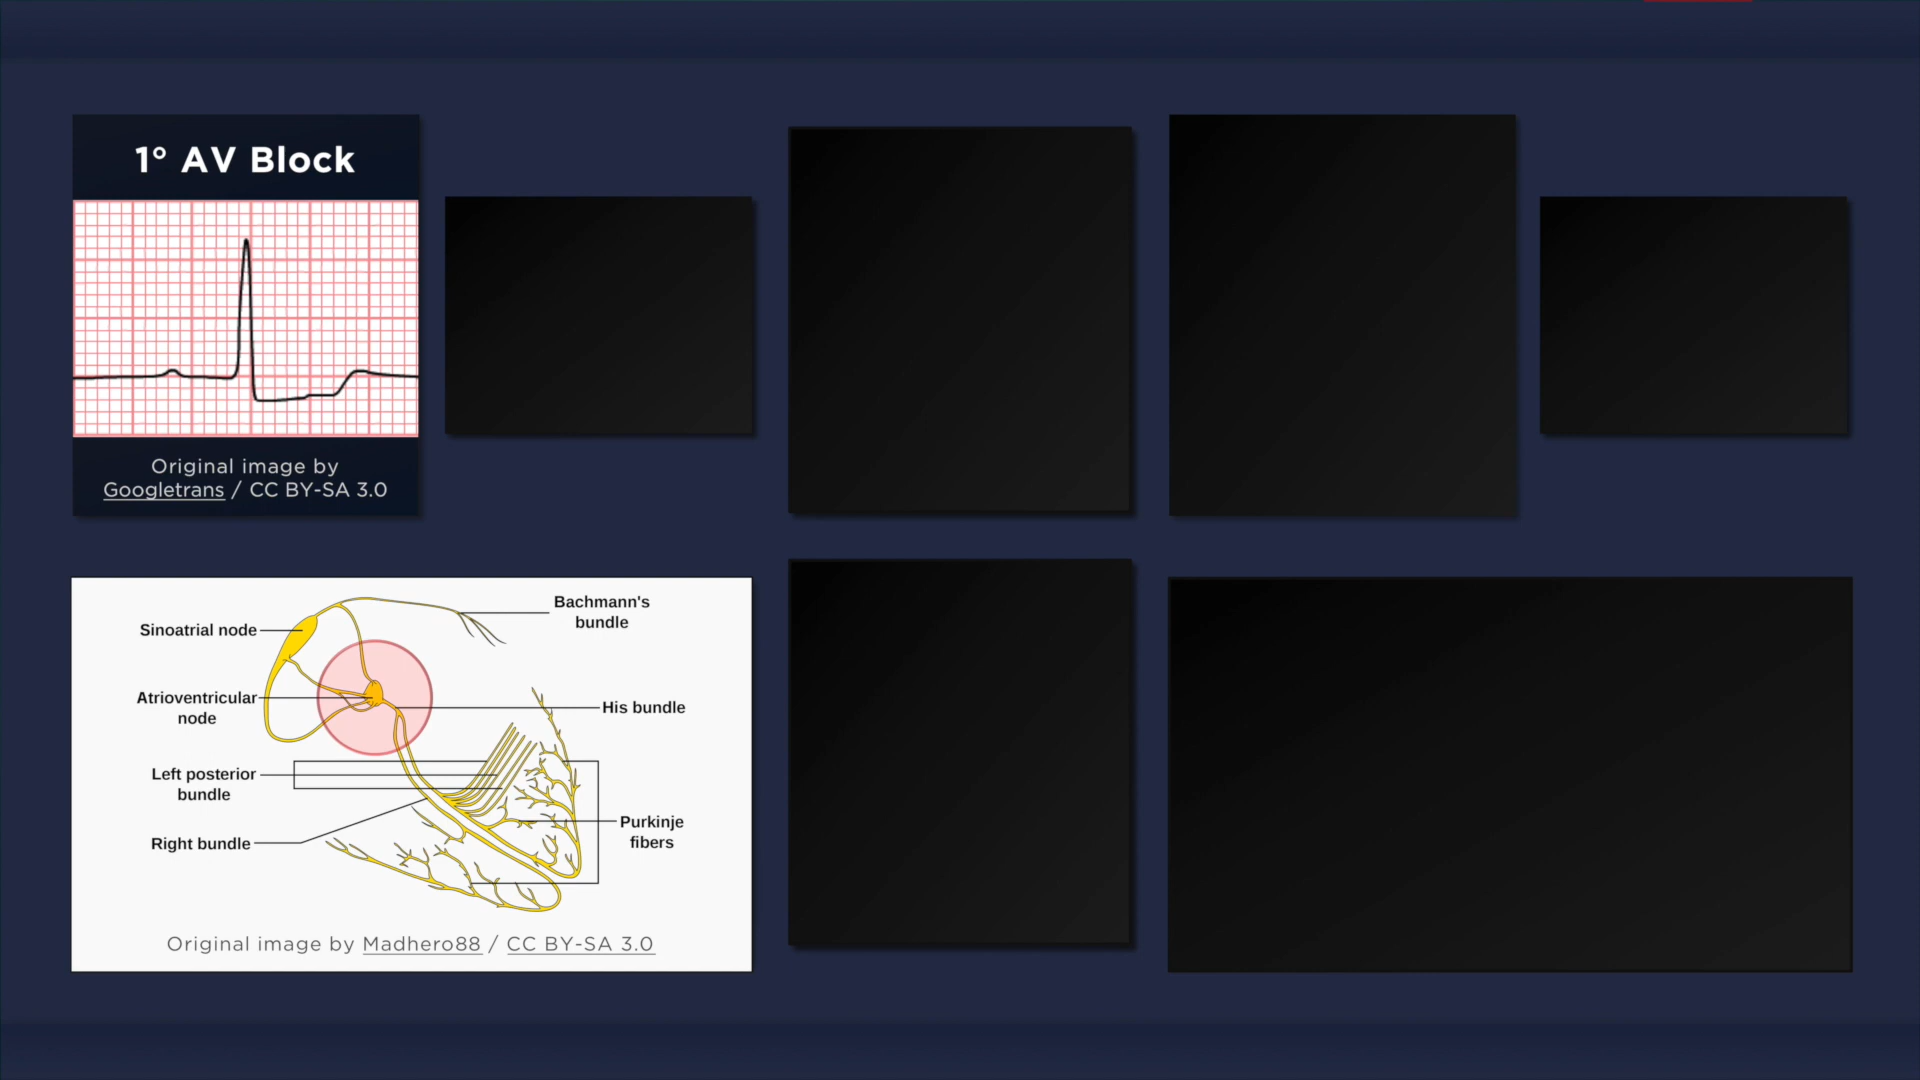 1° AV Block
Original image by
Googletrans / CC BY-SA 3.0
Bachmann's
bundle
Sinoatrial node
Atrioventricular
node
His bundle
Left posterior
bundle
Purkinje
fibers
Right bundle
Original image by Madhero88 / CC BY-SA 3.0